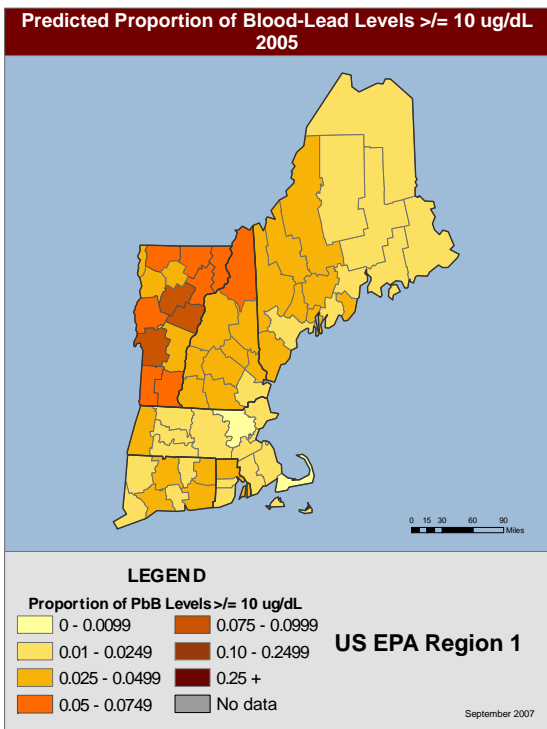 Predicted Proportion of Blood-Lead Levels >/= 10 ug/dL
2005
0 15 30 60 90
Miles
LEGEND
Proportion of PbB Levels >/= 10 ug/dL
0 - 0.0099
0.01 - 0.0249
0.025 - 0.0499
0.05 - 0.0749
0.075 - 0.0999
0.10 - 0.2499
0.25 +
No data
US EPA Region 1
September 2007